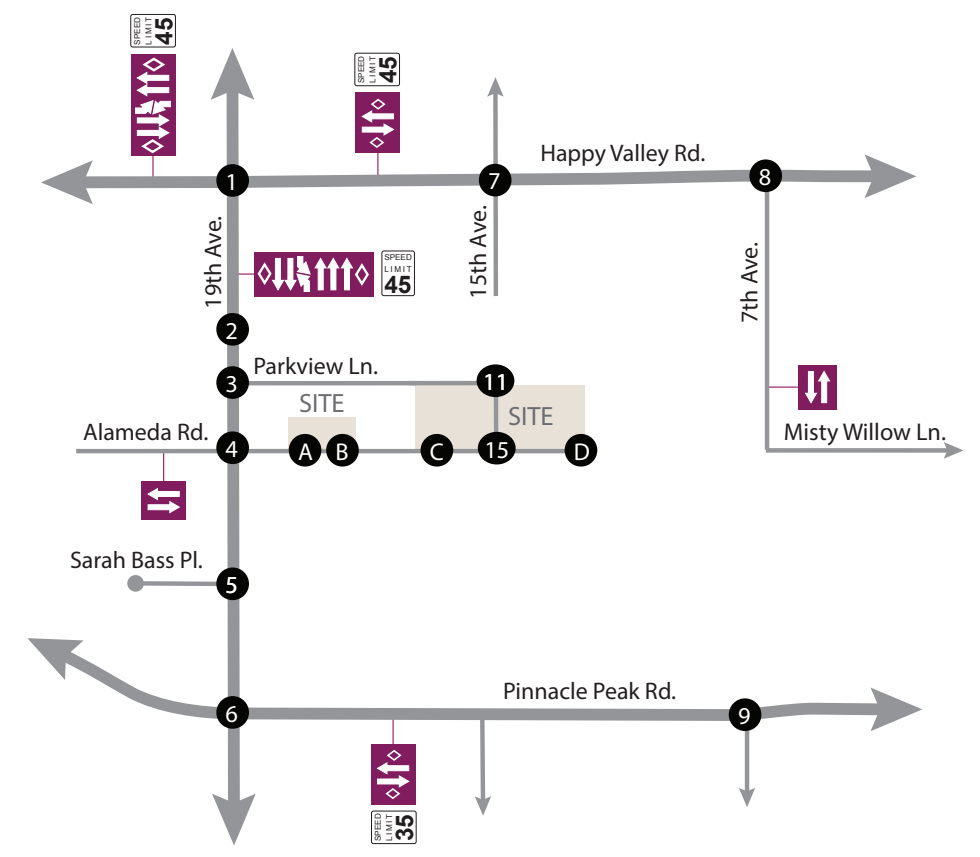 SPEED
LIMIT
45
SPEED
LIMIT
45
Happy Valley Rd.
1
7
8
19th Ave.
SPEED
LIMIT
45
15th Ave.
7th Ave.
2
Parkview Ln.
3
11
SITE
SITE
Alameda Rd.
4
A
B
C
15
D
Misty Willow Ln.
Sarah Bass Pl.
5
Pinnacle Peak Rd.
6
9
SPEED
LIMIT
35